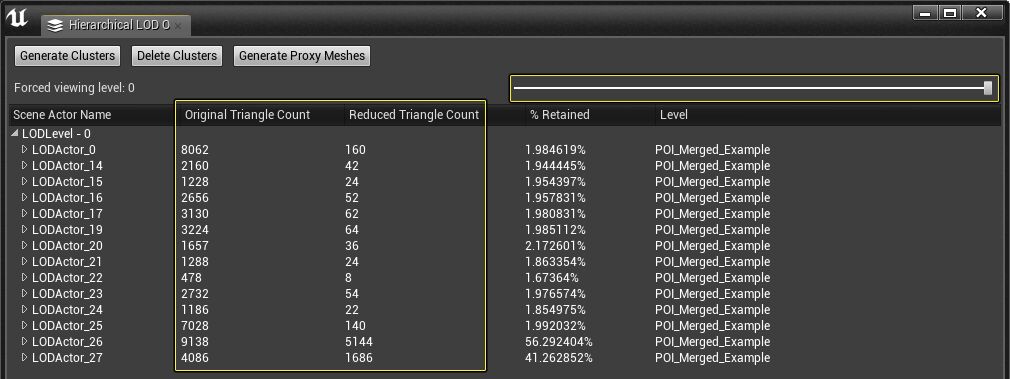 Hierarchical LOD O
Generate Clusters Delete Clusters Generate Proxy Meshes
Forced viewing level: 0
Scene Actor Name Original Triangle Count Reduced Triangle Count % Retained Level
LODLevel - 0
LODActor_0 8062 160 1.984619% POI_Merged_Example
LODActor_14 2160 42 1.944445% POI_Merged_Example
LODActor_15 1228 24 1.954397% POI_Merged_Example
LODActor_16 2656 52 1.957831% POI_Merged_Example
LODActor_17 3130 62 1.980831% POI_Merged_Example
LODActor_19 3224 64 1.985112% POI_Merged_Example
LODActor_20 1657 36 2.172601% POI_Merged_Example
LODActor_21 1288 24 1.863354% POI_Merged_Example
LODActor_22 478 8 1.67364% POI_Merged_Example
LODActor_23 2732 54 1.976574% POI_Merged_Example
LODActor_24 1186 22 1.854975% POI_Merged_Example
LODActor_25 7028 140 1.992032% POI_Merged_Example
LODActor_26 9138 5144 56.292404% POI_Merged_Example
LODActor_27 4086 1686 41.262852% POI_Merged_Example